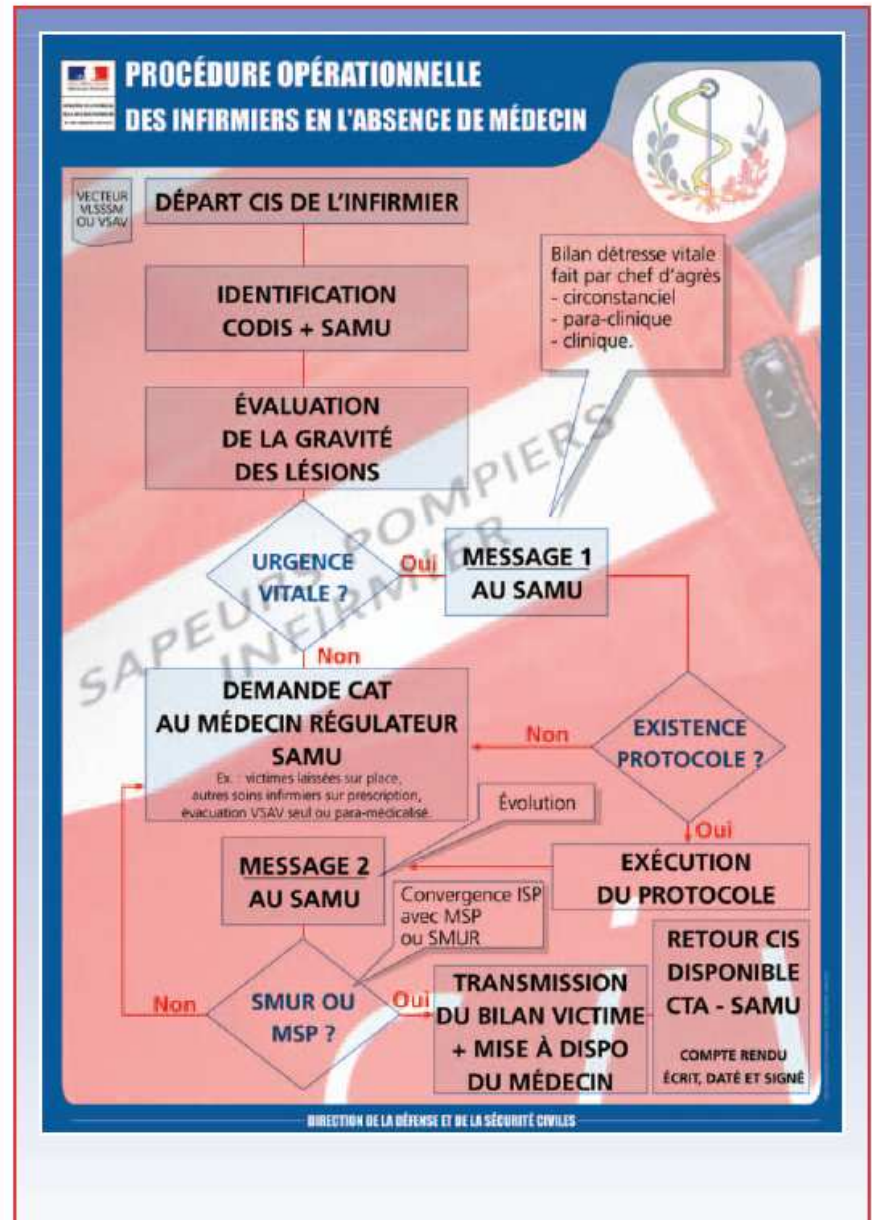 PROCÉDURE OPÉRATIONNELLE
DES INFIRMIERS EN L'ABSENCE DE MÉDECIN
VECTEUR
VLSSSM
OU VSAV
DÉPART CIS DE L'INFIRMIER
IDENTIFICATION
CODIS + SAMU
Bilan détresse vitale
fait par chef d'agrès
- circonstanciel
- para-clinique
- clinique.
ÉVALUATION
DE LA GRAVITÉ
DES LÉSIONS
SAPEURS POMPIERS
INFIRMIER
URGENCE
VITALE ?
Oui
MESSAGE 1
AU SAMU
Non
DEMANDE CAT
AU MÉDECIN RÉGULATEUR
SAMU
Ex. : victimes laissées sur place,
autres soins infirmiers sur prescription,
évacuation VSAV seul ou para-médicalisé.
Non
EXISTENCE
PROTOCOLE ?
Oui
Évolution
EXÉCUTION
DU PROTOCOLE
MESSAGE 2
AU SAMU
Convergence ISP
avec MSP
ou SMUR
Non
SMUR OU
MSP ?
Oui
TRANSMISSION
DU BILAN VICTIME
+ MISE À DISPO
DU MÉDECIN
RETOUR CIS
DISPONIBLE
CTA - SAMU
COMPTE RENDU
ÉCRIT, DATÉ ET SIGNÉ
DIRECTION DE LA DÉFENSE ET DE LA SÉCURITÉ CIVILES